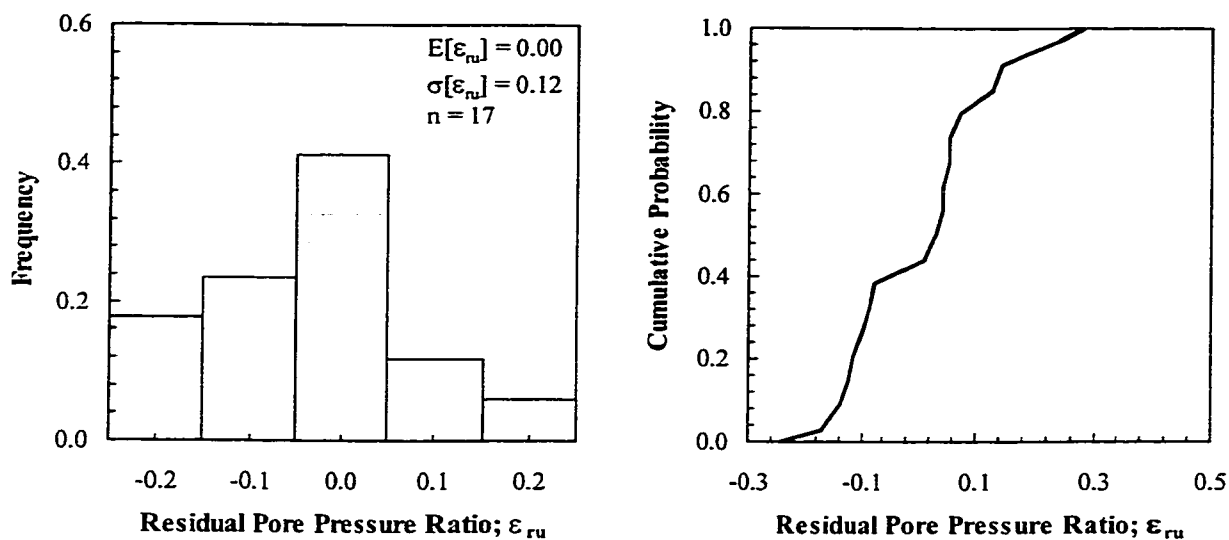 E[ε_ru] = 0.00
σ[ε_ru] = 0.12
n = 17
Frequency
0.6
0.4
0.2
0.0
-0.2 -0.1 0.0 0.1 0.2
Residual Pore Pressure Ratio; ε_ru
Cumulative Probability
1.0
0.8
0.6
0.4
0.2
0.0
-0.3 -0.1 0.1 0.3 0.5
Residual Pore Pressure Ratio; ε_ru